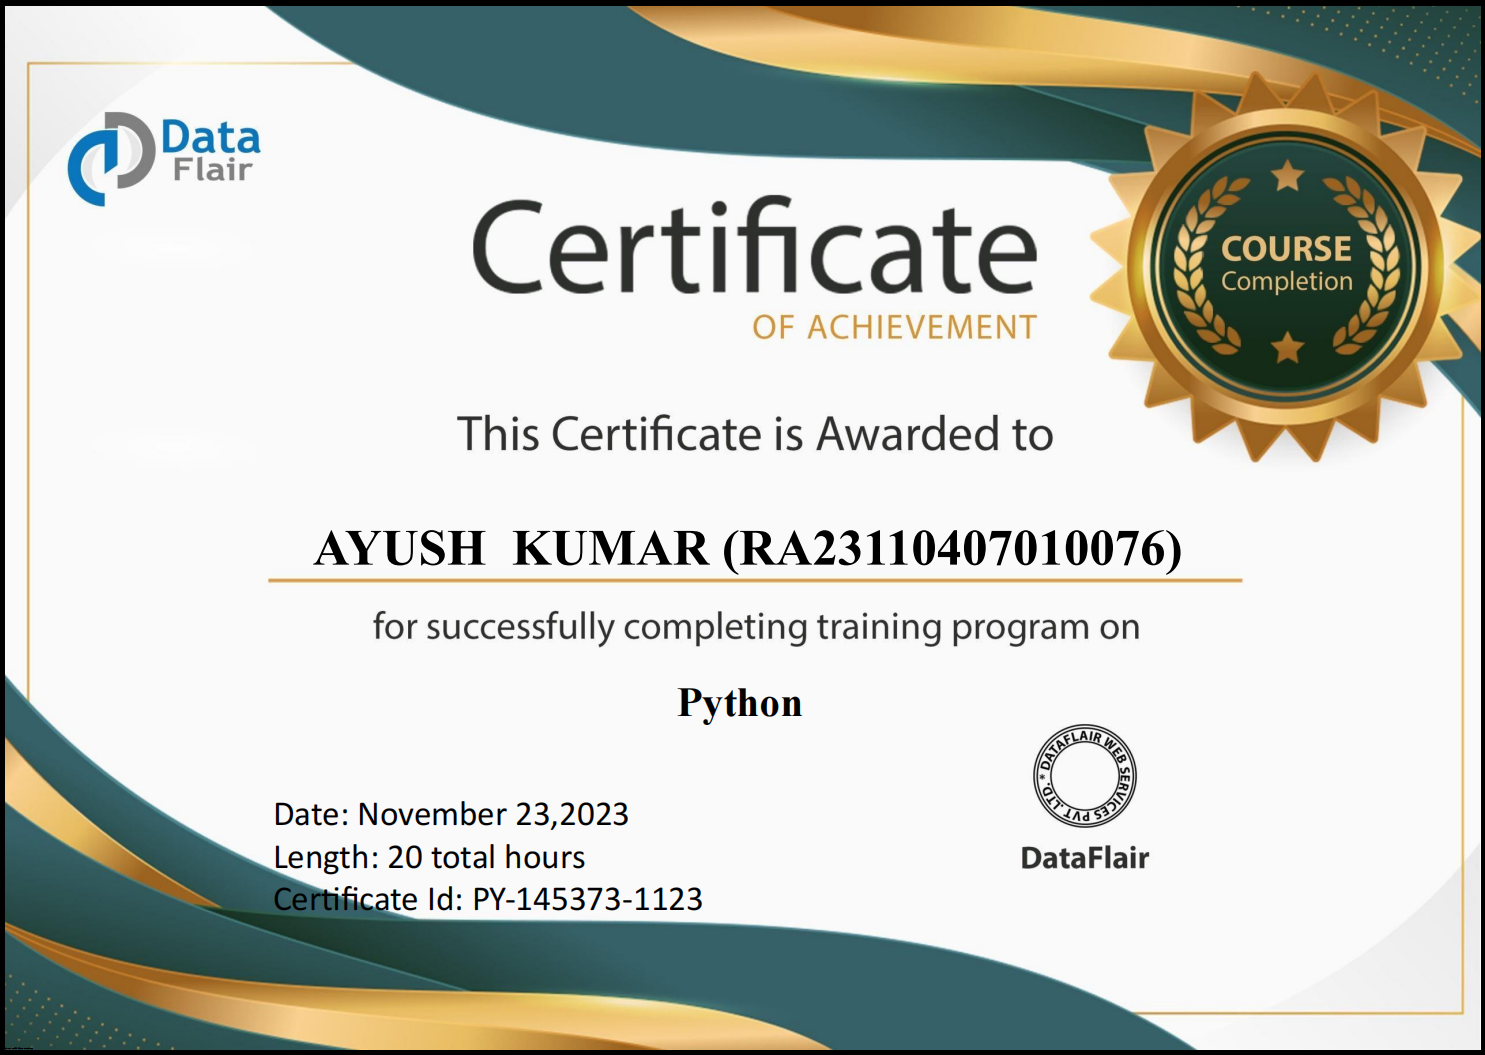 Data
Flair
Certificate
OF ACHIEVEMENT
COURSE
Completion
This Certificate is Awarded to
AYUSH KUMAR (RA23110407010076)
for successfully completing training program on
Python
* DATAFLAIR WEB SERVICES PVT .LTD.
DataFlair
Date: November 23,2023
Length: 20 total hours
Certificate Id: PY-145373-1123